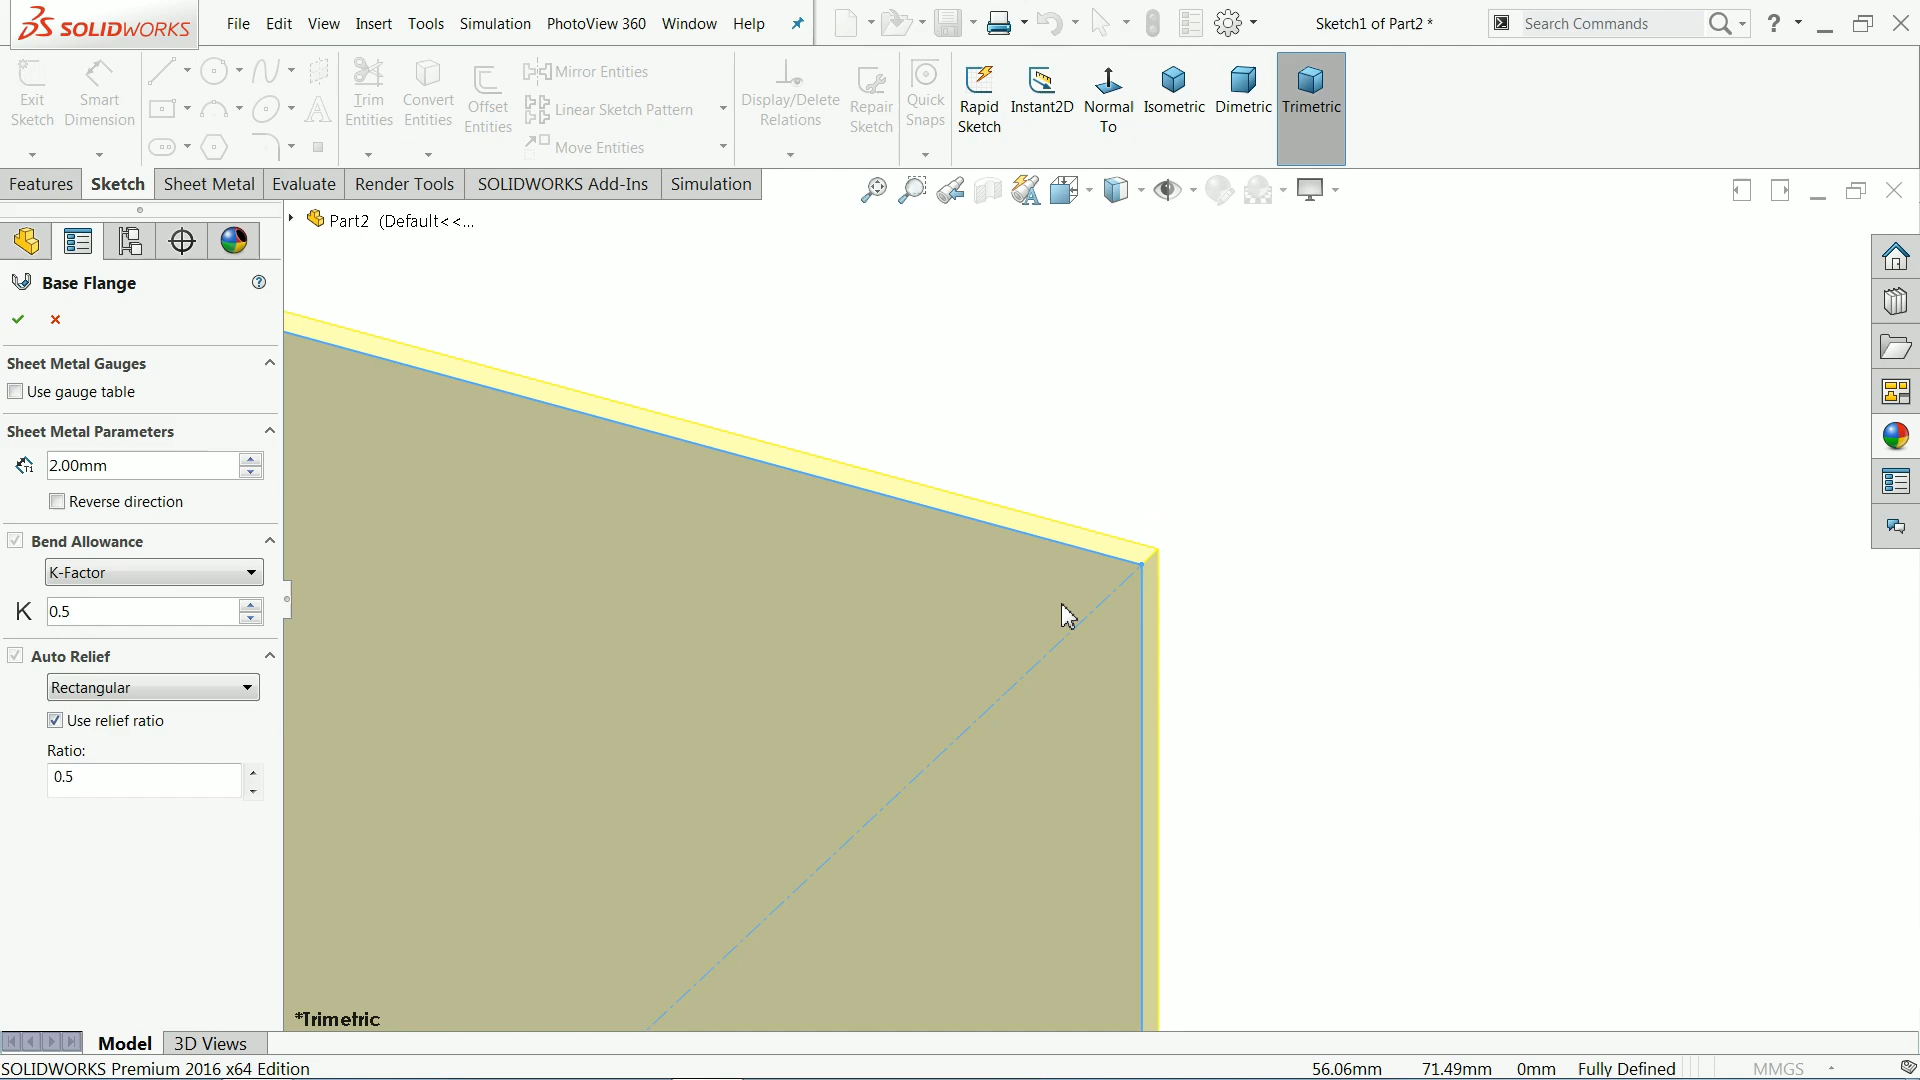 SOLIDWORKS File Edit View Insert Tools Simulation PhotoView 360 Window Help Sketch1 of Part2 * Search Commands ?
Exit Sketch
Smart Dimension
Trim Entities
Convert Entities
Offset Entities
Mirror Entities
Linear Sketch Pattern
Move Entities
Display/Delete Relations
Repair Sketch
Quick Snaps
Rapid Sketch
Instant2D
Normal To
Isometric
Dimetric
Trimetric
Features Sketch Sheet Metal Evaluate Render Tools SOLIDWORKS Add-Ins Simulation
Part2 (Default<<...
Base Flange
Sheet Metal Gauges
Use gauge table
Sheet Metal Parameters
2.00mm
Reverse direction
Bend Allowance
K-Factor
K 0.5
Auto Relief
Rectangular
Use relief ratio
Ratio:
0.5
*Trimetric
Model 3D Views
SOLIDWORKS Premium 2016 x64 Edition 56.06mm 71.49mm 0mm Fully Defined MMGS